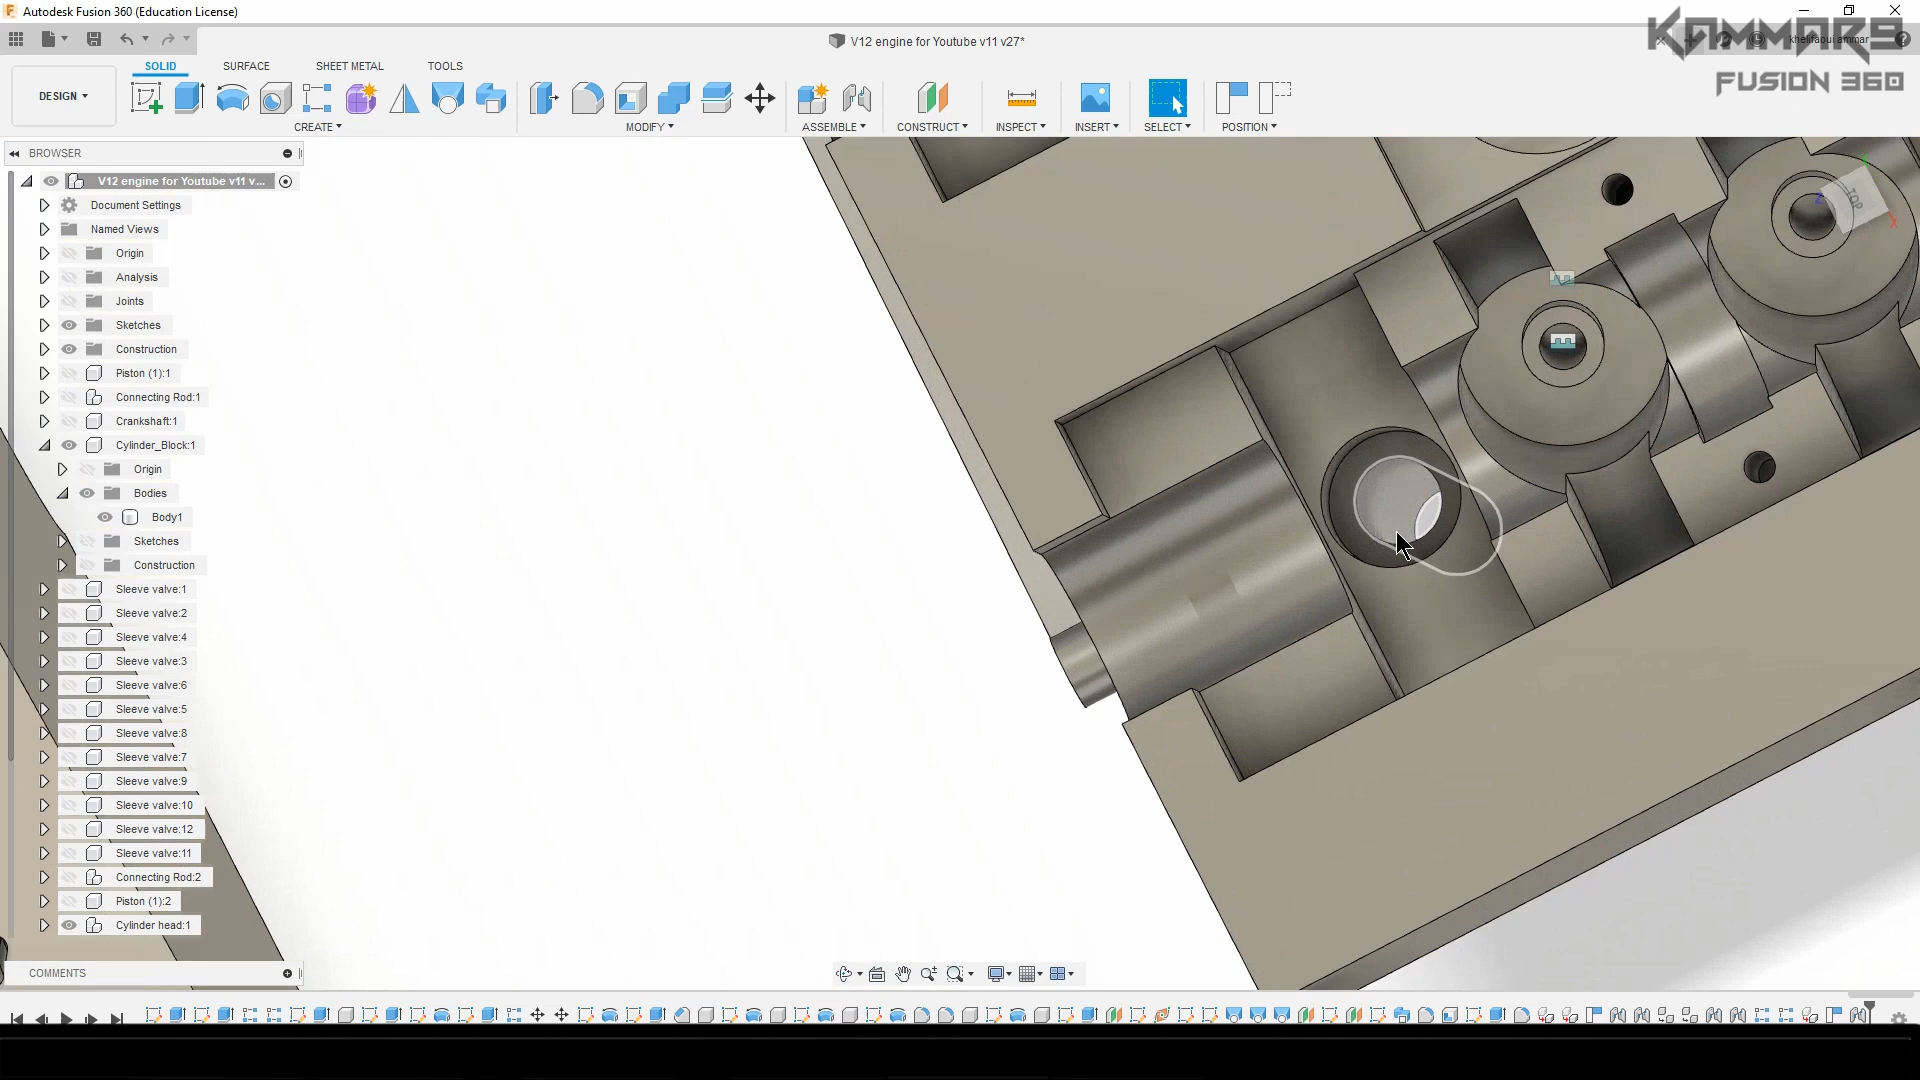 Autodesk Fusion 360 (Education License)
KAMMAR9
FUSION 360
V12 engine for Youtube v11 v27*
khelifaoui ammar
SOLID SURFACE SHEET METAL TOOLS
DESIGN
CREATE MODIFY ASSEMBLE CONSTRUCT INSPECT INSERT SELECT POSITION
BROWSER
V12 engine for Youtube v11 v...
Document Settings
Named Views
Origin
Analysis
Joints
Sketches
Construction
Piston (1):1
Connecting Rod:1
Crankshaft:1
Cylinder_Block:1
Origin
Bodies
Body1
Sketches
Construction
Sleeve valve:1
Sleeve valve:2
Sleeve valve:4
Sleeve valve:3
Sleeve valve:6
Sleeve valve:5
Sleeve valve:8
Sleeve valve:7
Sleeve valve:9
Sleeve valve:10
Sleeve valve:12
Sleeve valve:11
Connecting Rod:2
Piston (1):2
Cylinder head:1
TOP
Z
X
COMMENTS